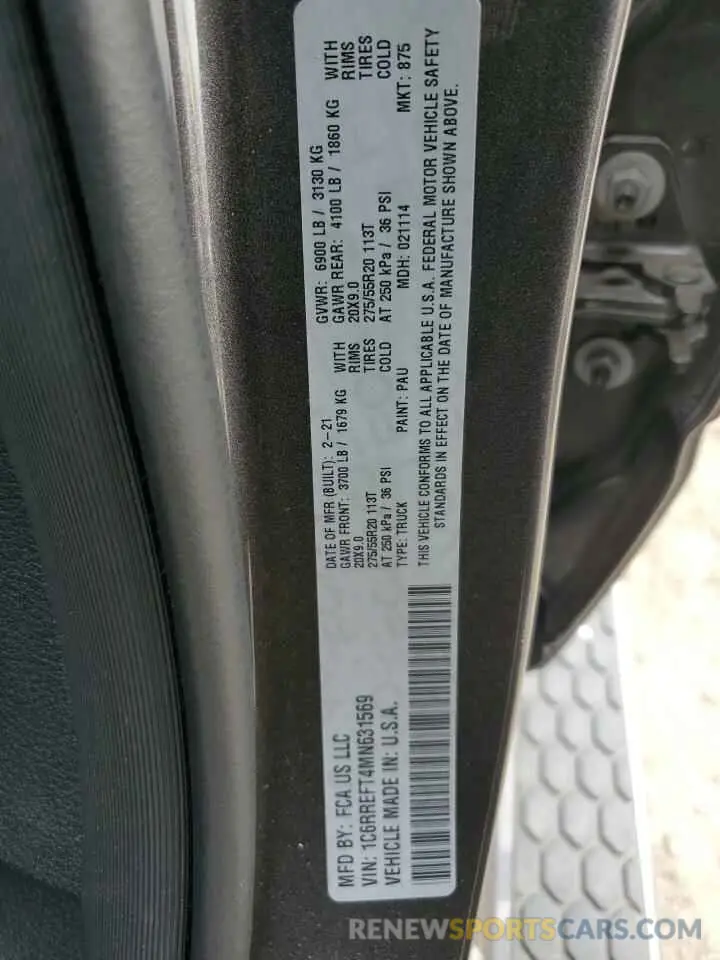 MFD BY: FCA US LLC
VIN: 1C6RREFT4MN631569
VEHICLE MADE IN: U.S.A.
DATE OF MFR (BUILT): 2-21
GVWR: 6900 LB / 3130 KG
GAWR FRONT: 3700 LB / 1679 KG WITH
20X9.0 RIMS
275/55R20 113T TIRES
AT 250 kPa / 36 PSI COLD
GAWR REAR: 4100 LB / 1860 KG WITH
20X9.0 RIMS
275/55R20 113T TIRES
AT 250 kPa / 36 PSI COLD
TYPE: TRUCK PAINT: PAU MDH: 021114 MKT: 875
THIS VEHICLE CONFORMS TO ALL APPLICABLE U.S.A. FEDERAL MOTOR VEHICLE SAFETY
STANDARDS IN EFFECT ON THE DATE OF MANUFACTURE SHOWN ABOVE.
RENEWSPORTSCARS.COM